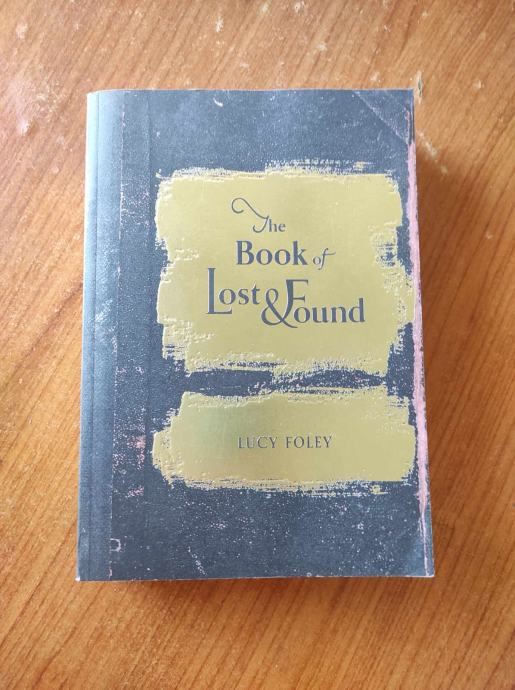 The
Book of
Lost & Found
LUCY FOLEY